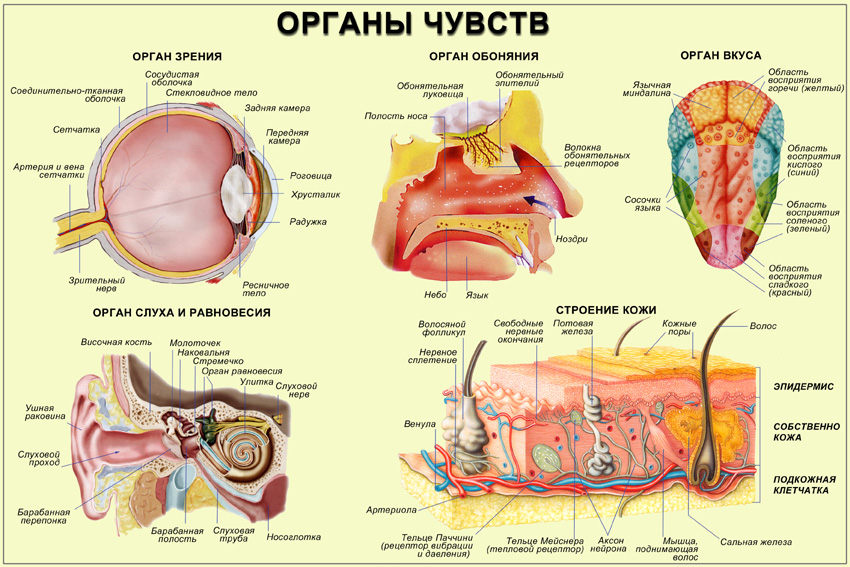 ОРГАНЫ ЧУВСТВ
ОРГАН ЗРЕНИЯ
Сосудистая
оболочка
Соединительно-тканная
оболочка
Стекловидное тело
Задняя камера
Сетчатка
Передняя
камера
Артерия и вена
сетчатки
Роговица
Хрусталик
Радужка
Зрительный
нерв
Ресничное
тело
ОРГАН ОБОНЯНИЯ
Обонятельная
луковица
Обонятельный
эпителий
Полость носа
Волокна
обонятельных
рецепторов
Ноздри
Небо
Язык
ОРГАН ВКУСА
Язычная
миндалина
Область
восприятия
горечи (желтый)
Область
восприятия
кислого
(синий)
Сосочки
языка
Область
восприятия
соленого
(зеленый)
Область
восприятия
сладкого
(красный)
ОРГАН СЛУХА И РАВНОВЕСИЯ
Височная кость
Молоточек
Наковальня
Стремечко
Орган равновесия
Улитка
Слуховой
нерв
Ушная
раковина
Слуховой
проход
Барабанная
перепонка
Барабанная
полость
Слуховая
труба
Носоглотка
СТРОЕНИЕ КОЖИ
Волосяной
фолликул
Свободные
нервные
окончания
Потовая
железа
Кожные
поры
Волос
Нервное
сплетение
ЭПИДЕРМИС
Венула
СОБСТВЕННО
КОЖА
ПОДКОЖНАЯ
КЛЕТЧАТКА
Артериола
Тельце Паччини
(рецептор вибрации
и давления)
Тельце Мейснера
(тепловой рецептор)
Аксон
нейрона
Мышца,
поднимающая
волос
Сальная железа